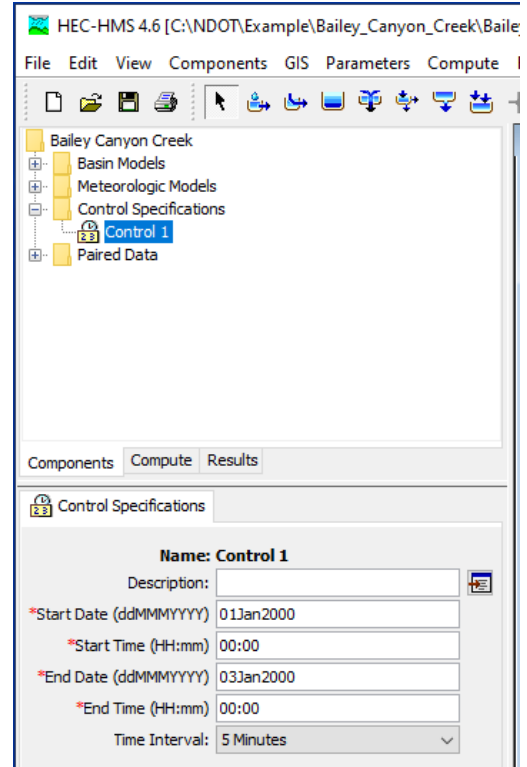 HEC-HMS 4.6 [C:\NDOT\Example\Bailey_Canyon_Creek\Baile
File Edit View Components GIS Parameters Compute
Bailey Canyon Creek
Basin Models
Meteorologic Models
Control Specifications
Control 1
Paired Data
Components Compute Results
Control Specifications
Name: Control 1
Description:
*Start Date (ddMMMYYYY) 01Jan2000
*Start Time (HH:mm) 00:00
*End Date (ddMMMYYYY) 03Jan2000
*End Time (HH:mm) 00:00
Time Interval: 5 Minutes